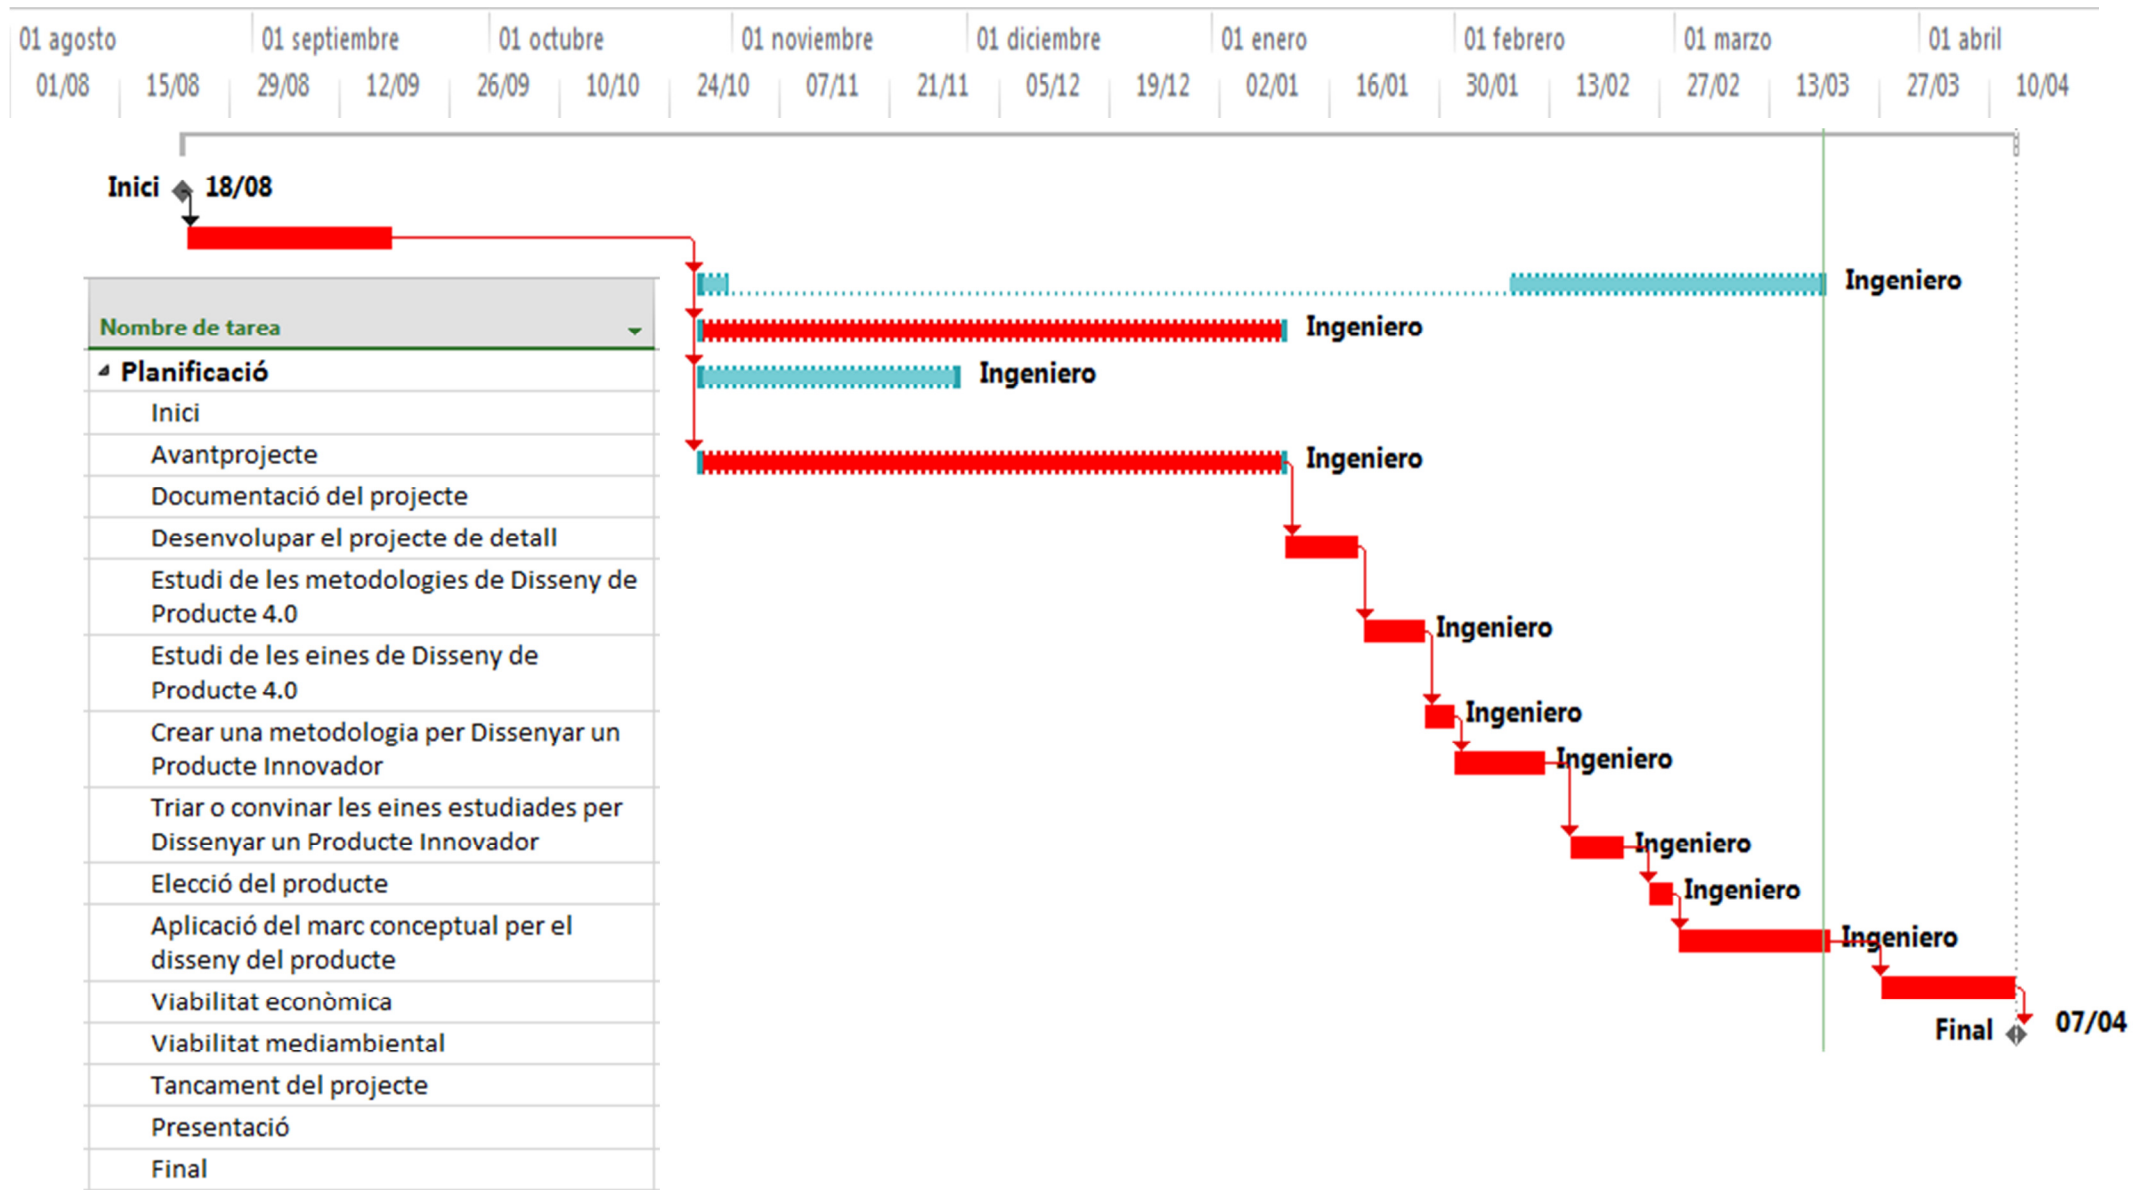 01 agosto 01 septiembre 01 octubre 01 noviembre 01 diciembre 01 enero 01 febrero 01 marzo 01 abril
01/08 15/08 29/08 12/09 26/09 10/10 24/10 07/11 21/11 05/12 19/12 02/01 16/01 30/01 13/02 27/02 13/03 27/03 10/04
Inici 18/08
Ingeniero
Ingeniero
Ingeniero
Ingeniero
Ingeniero
Ingeniero
Ingeniero
Ingeniero
Ingeniero
Ingeniero
Final 07/04
Nombre de tarea
Planificació
Inici
Avantprojecte
Documentació del projecte
Desenvolupar el projecte de detall
Estudi de les metodologies de Disseny de
Producte 4.0
Estudi de les eines de Disseny de
Producte 4.0
Crear una metodologia per Dissenyar un
Producte Innovador
Triar o convinar les eines estudiades per
Dissenyar un Producte Innovador
Elecció del producte
Aplicació del marc conceptual per el
disseny del producte
Viabilitat econòmica
Viabilitat mediambiental
Tancament del projecte
Presentació
Final